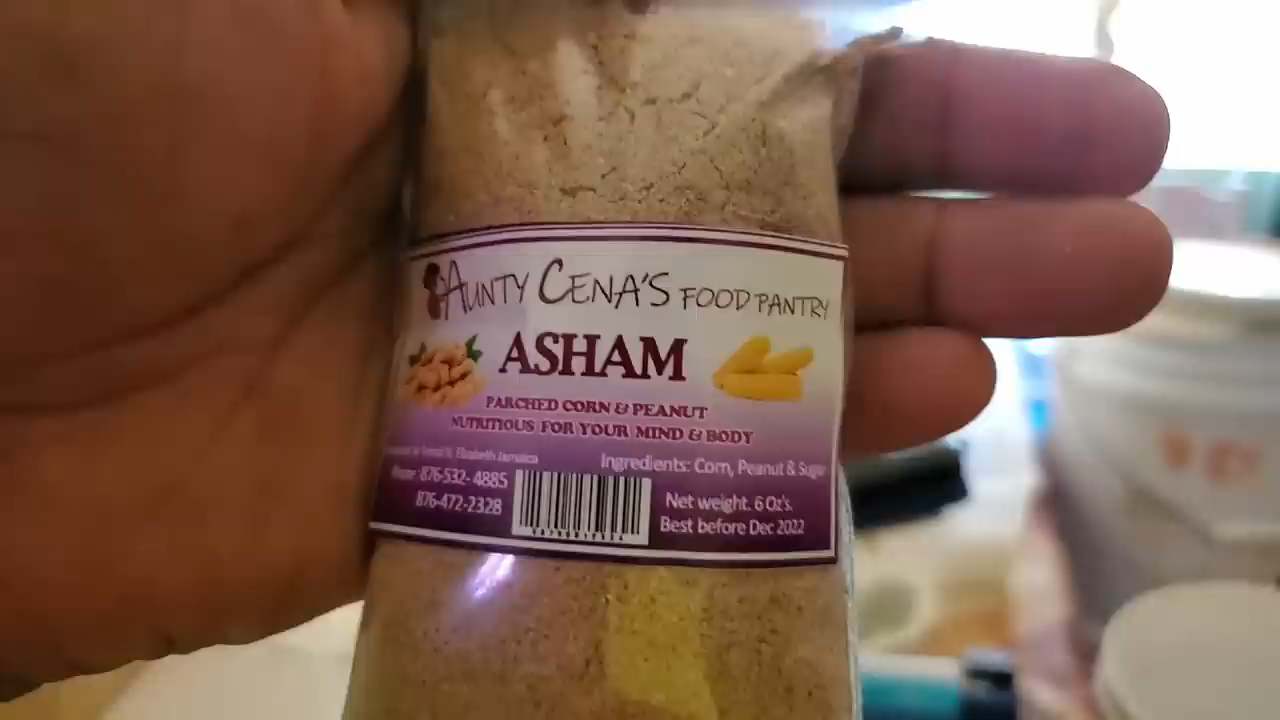 AUNTY CENA'S FOOD PANTRY
ASHAM
PARCHED CORN & PEANUT
NUTRITIOUS FOR YOUR MIND & BODY
Elizabeth Jamaica
Ingredients: Corn, Peanut & Sugar
Phone: 876-532-4885
876-472-2328
Net weight. 6 Oz's.
Best before Dec 2022